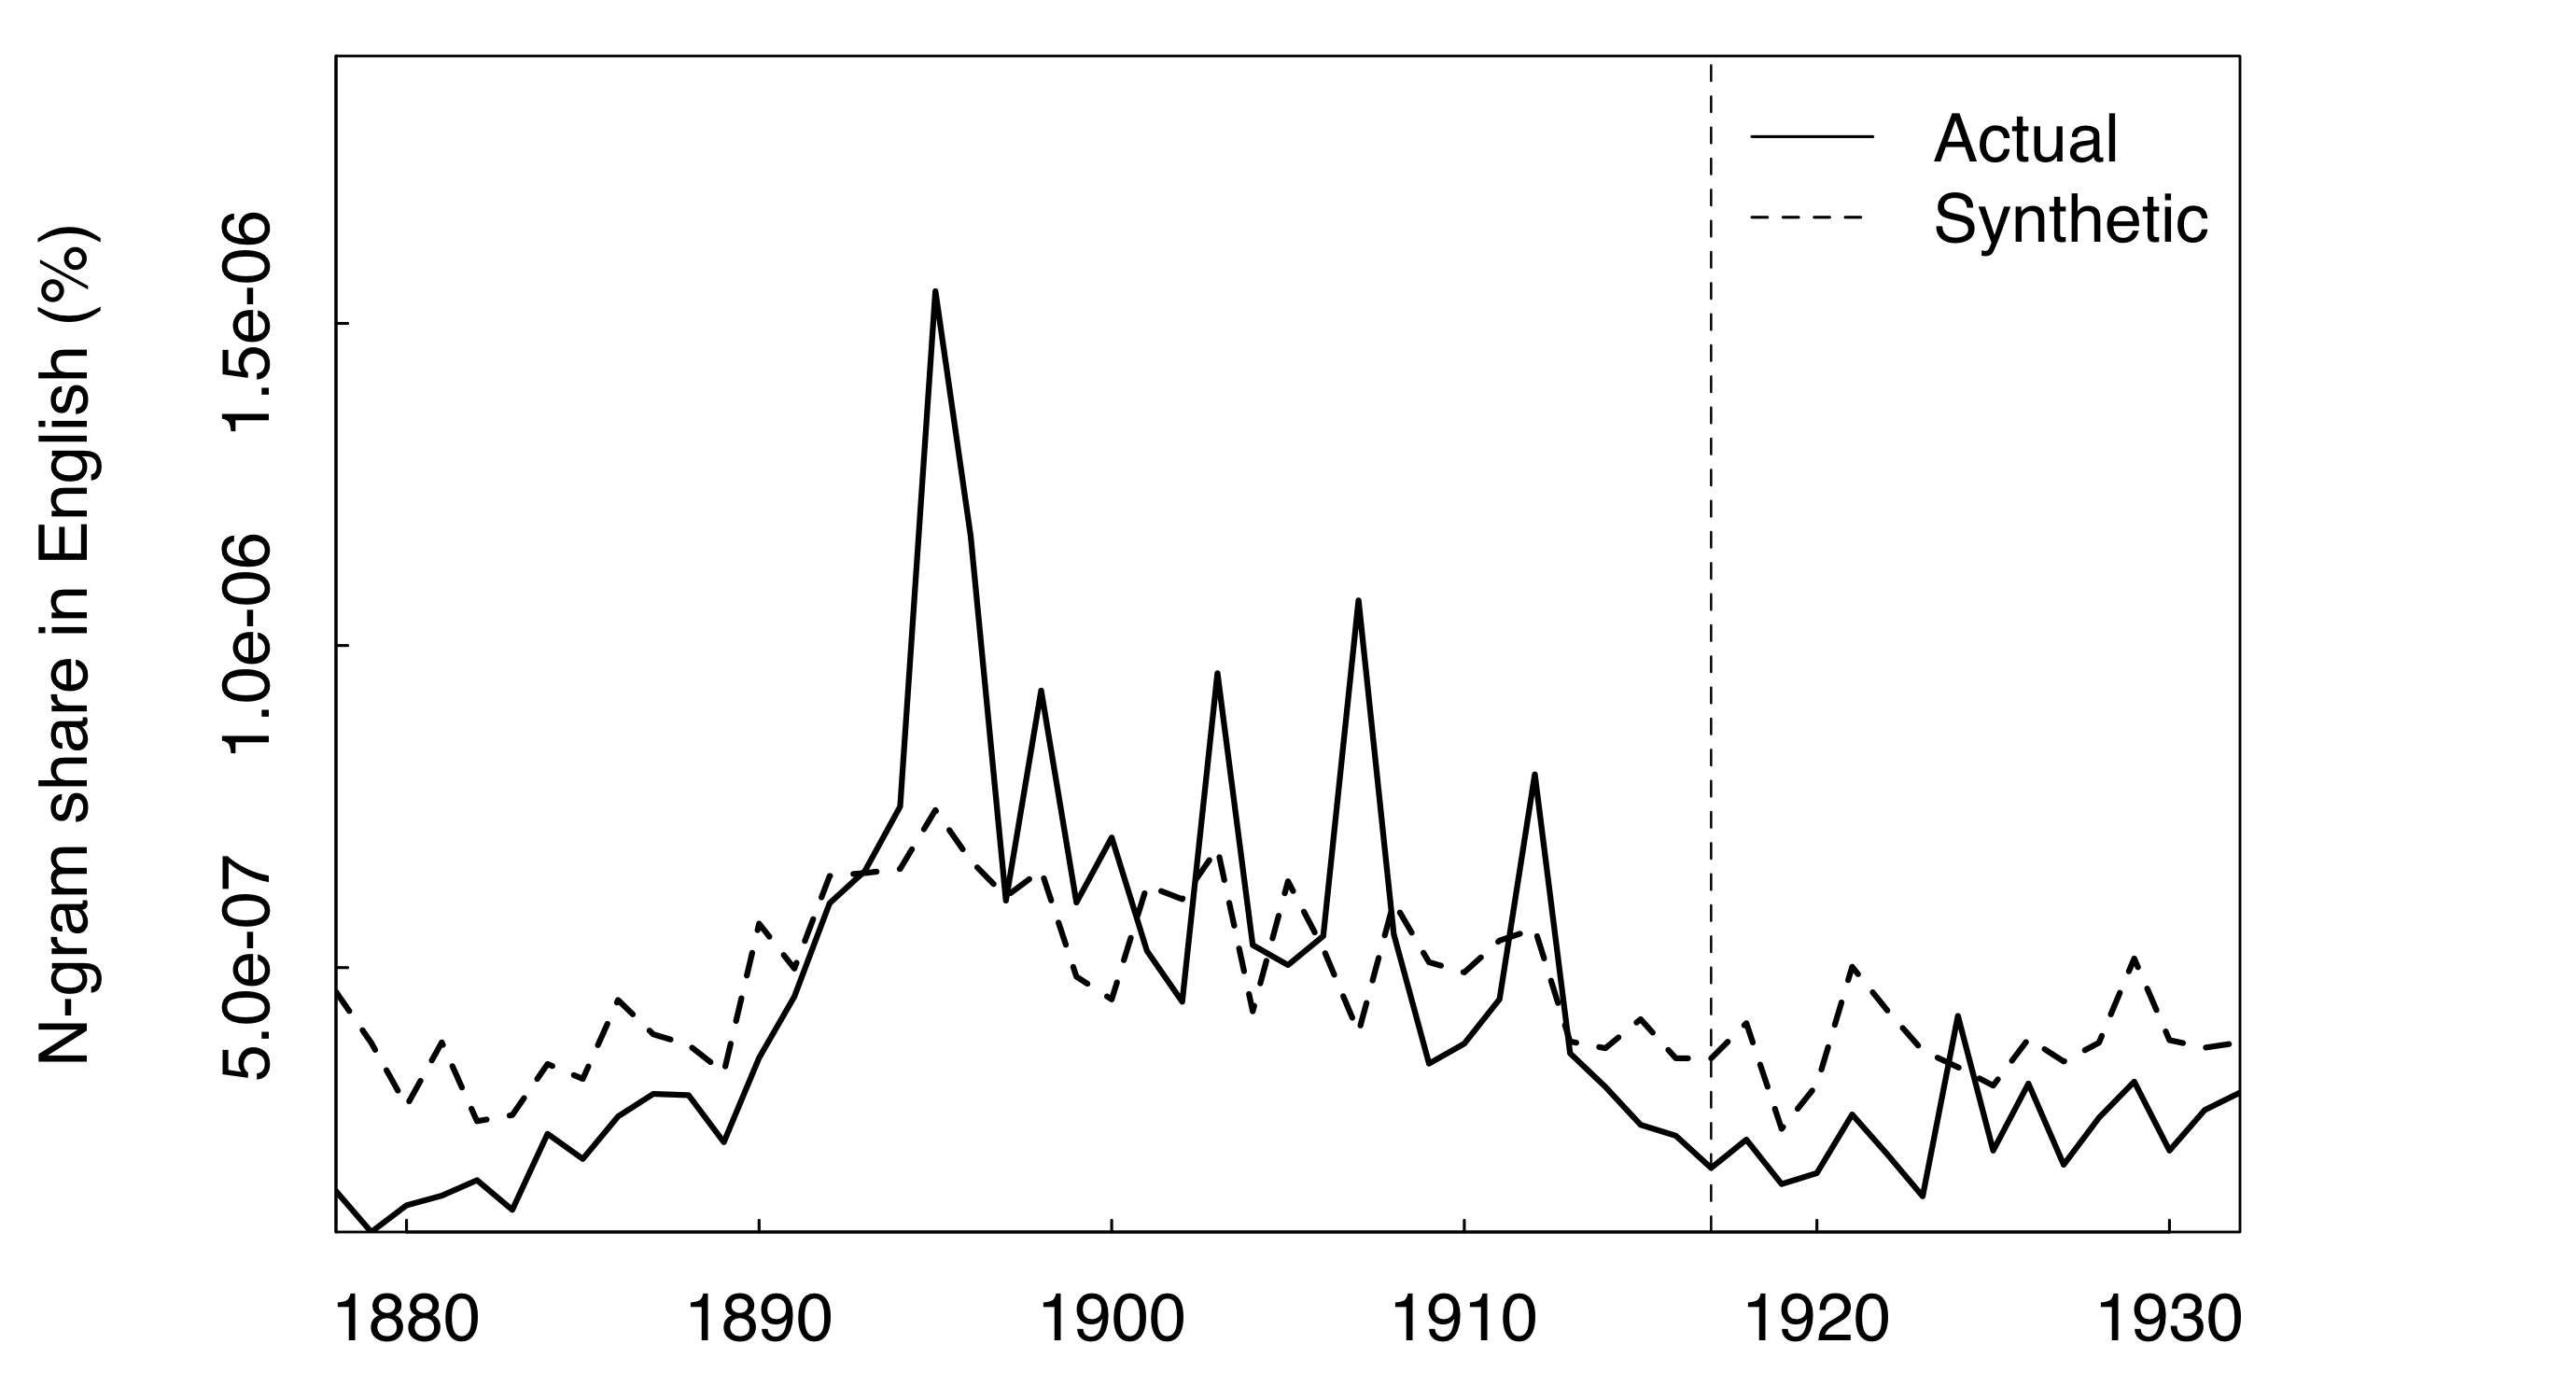 N-gram share in English (%)
1.5e-06
1.0e-06
5.0e-07
Actual
Synthetic
1880 1890 1900 1910 1920 1930